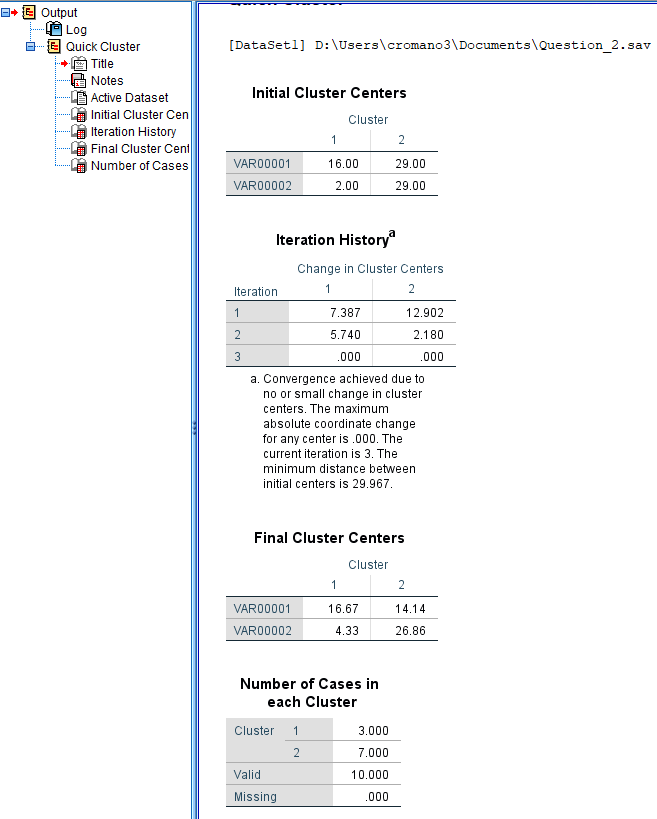 Output
Log
Quick Cluster
Title
Notes
Active Dataset
Initial Cluster Cen
Iteration History
Final Cluster Cent
Number of Cases
[DataSet1] D:\Users\cromano3\Documents\Question_2.sav
Initial Cluster Centers
Cluster
1 2
VAR00001 16.00 29.00
VAR00002 2.00 29.00
Iteration Historyª
Change in Cluster Centers
Iteration 1 2
1 7.387 12.902
2 5.740 2.180
3 .000 .000
a. Convergence achieved due to
no or small change in cluster
centers. The maximum
absolute coordinate change
for any center is .000. The
current iteration is 3. The
minimum distance between
initial centers is 29.967.
Final Cluster Centers
Cluster
1 2
VAR00001 16.67 14.14
VAR00002 4.33 26.86
Number of Cases in
each Cluster
Cluster 1 3.000
2 7.000
Valid 10.000
Missing .000